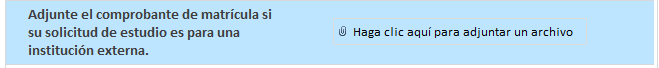 Adjunte el comprobante de matrícula si
su solicitud de estudio es para una
institución externa.
Haga clic aquí para adjuntar un archivo